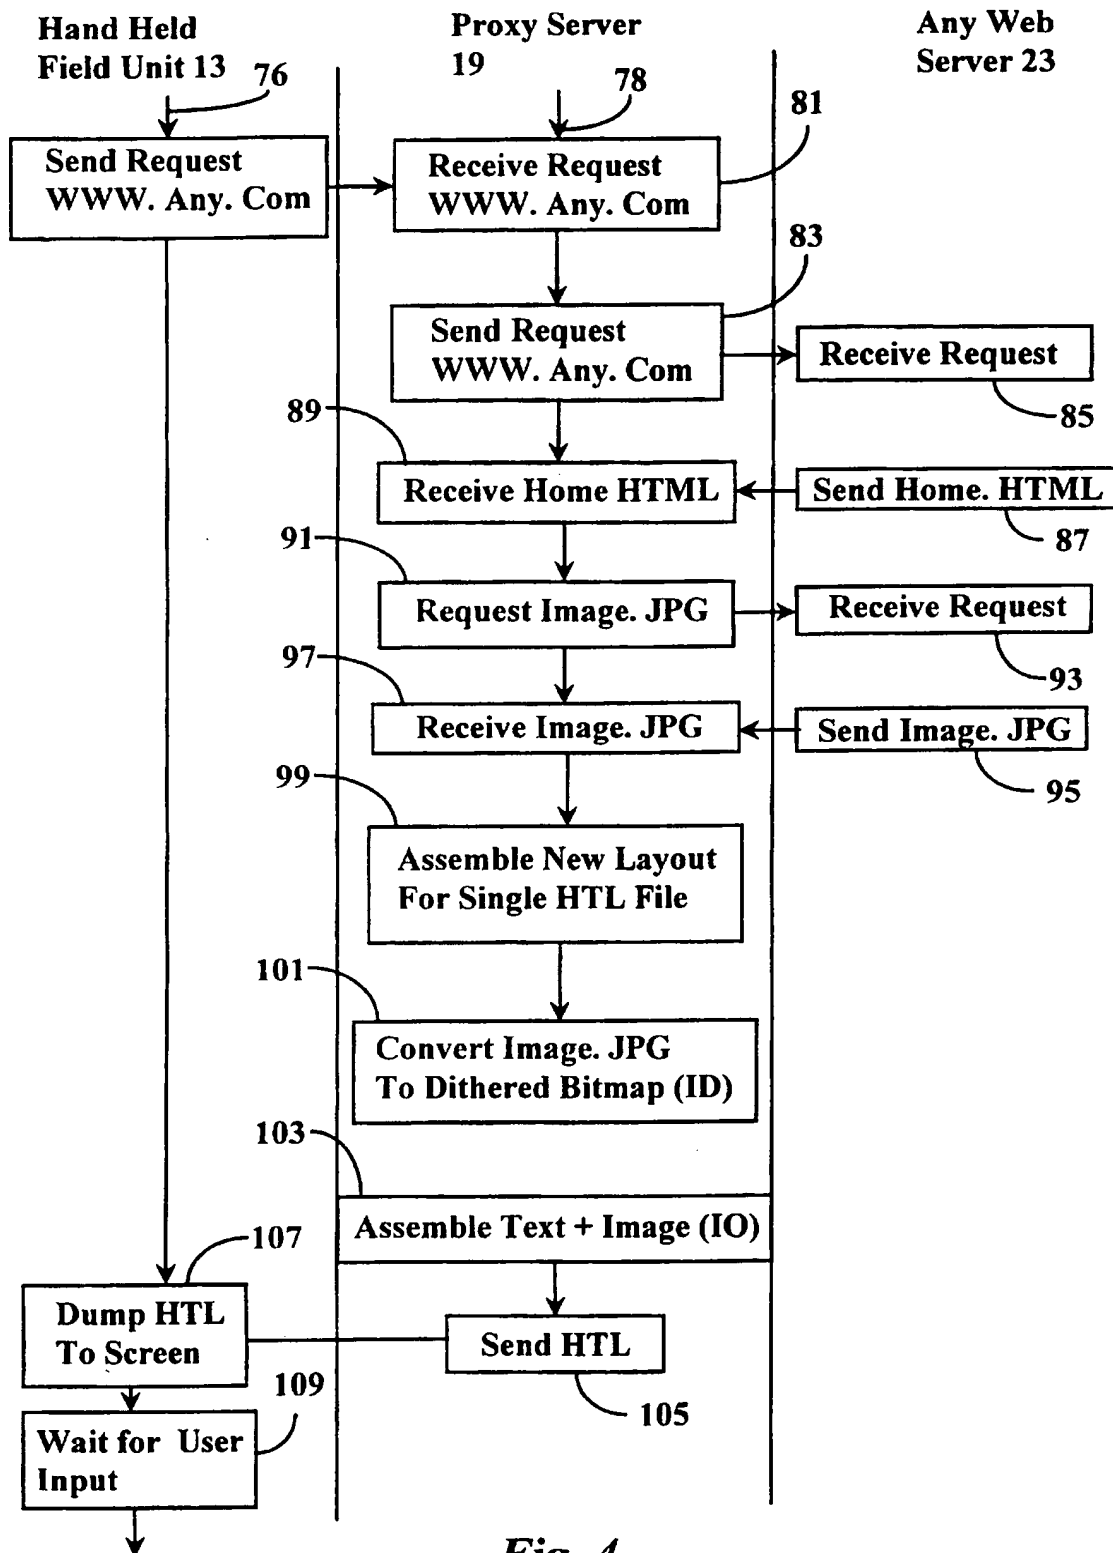 Hand Held
Field Unit 13
76
Proxy Server
19
78
Any Web
Server 23
81
Send Request
WWW. Any. Com
Receive Request
WWW. Any. Com
83
Send Request
WWW. Any. Com
Receive Request
85
89
Receive Home HTML
Send Home. HTML
87
91
Request Image. JPG
Receive Request
93
97
Receive Image. JPG
Send Image. JPG
95
99
Assemble New Layout
For Single HTL File
101
Convert Image. JPG
To Dithered Bitmap (ID)
103
Assemble Text + Image (IO)
107
Dump HTL
To Screen
Send HTL
105
109
Wait for User
Input
Fig. 4